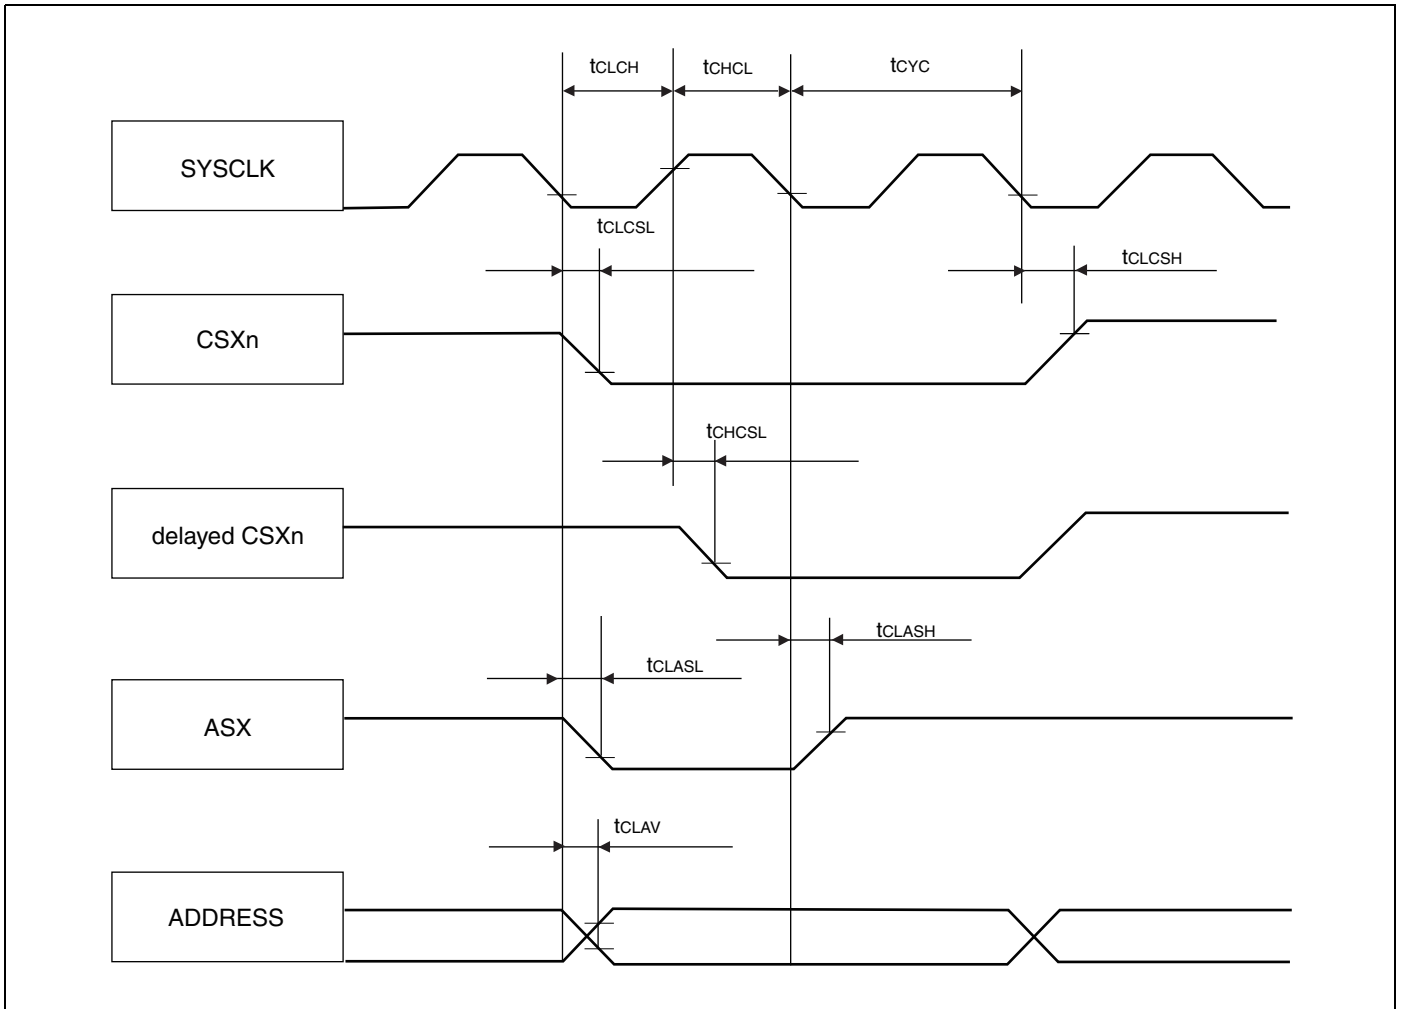 tCLCH
tCHCL
tCYC
SYSCLK
tCLCSL
tCLCSH
CSXn
tCHCSL
delayed CSXn
tCLASH
tCLASL
ASX
tCLAV
ADDRESS